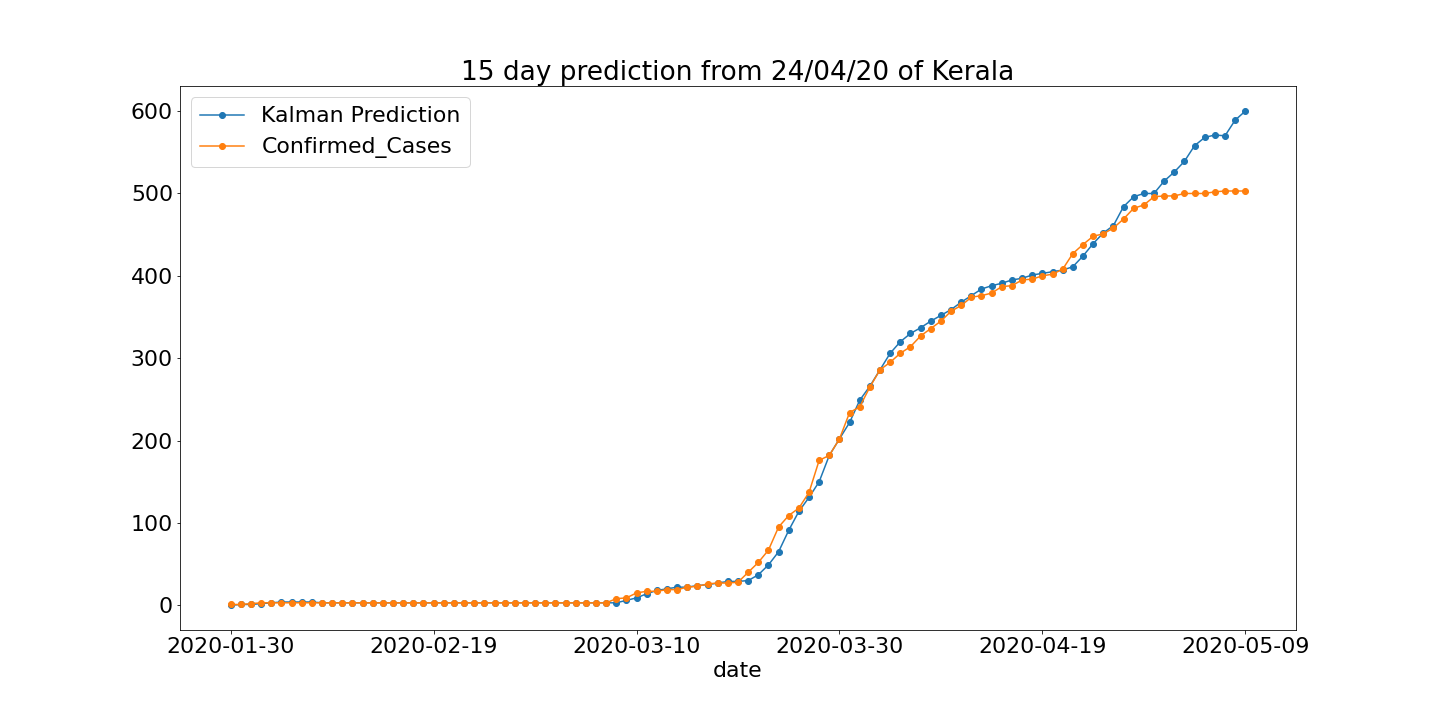 15 day prediction from 24/04/20 of Kerala
Kalman Prediction
Confirmed_Cases
600
500
400
300
200
100
0
2020-01-30 2020-02-19 2020-03-10 2020-03-30 2020-04-19 2020-05-09
date